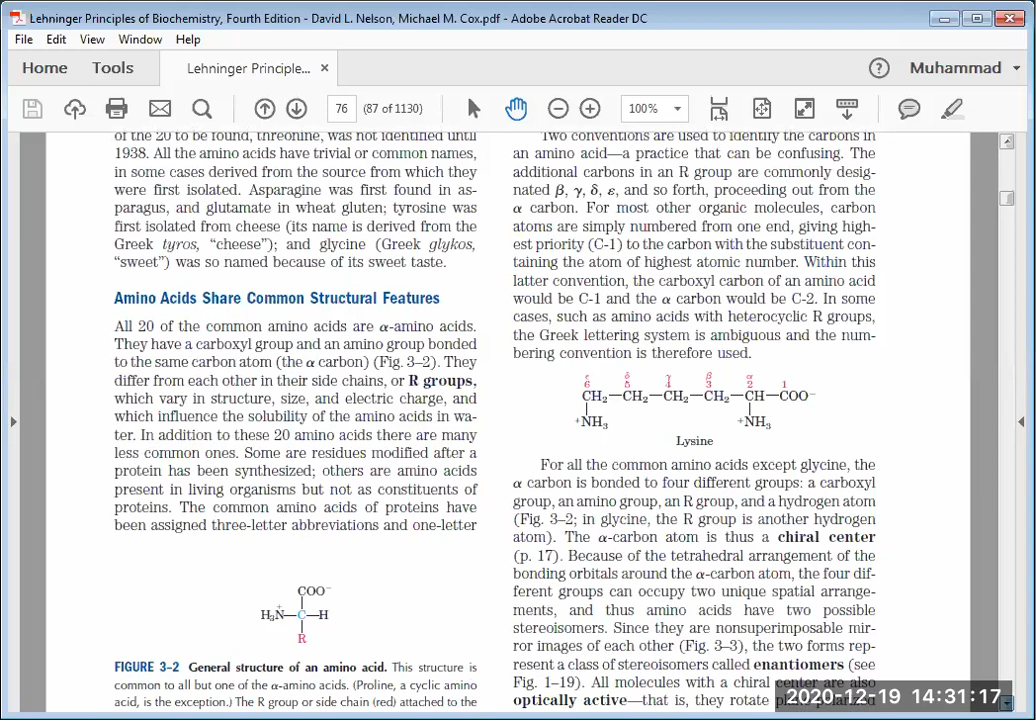 Lehninger Principles of Biochemistry, Fourth Edition - David L. Nelson, Michael M. Cox.pdf - Adobe Acrobat Reader DC
File Edit View Window Help
Home Tools Lehninger Principle... × ? Muhammad
76 (87 of 1130) 100%
of the 20 to be found, threonine, was not identified until
1938. All the amino acids have trivial or common names,
in some cases derived from the source from which they
were first isolated. Asparagine was first found in as-
paragus, and glutamate in wheat gluten; tyrosine was
first isolated from cheese (its name is derived from the
Greek tyros, “cheese”); and glycine (Greek glykos,
“sweet”) was so named because of its sweet taste.
Amino Acids Share Common Structural Features
All 20 of the common amino acids are α-amino acids.
They have a carboxyl group and an amino group bonded
to the same carbon atom (the α carbon) (Fig. 3–2). They
differ from each other in their side chains, or R groups,
which vary in structure, size, and electric charge, and
which influence the solubility of the amino acids in wa-
ter. In addition to these 20 amino acids there are many
less common ones. Some are residues modified after a
protein has been synthesized; others are amino acids
present in living organisms but not as constituents of
proteins. The common amino acids of proteins have
been assigned three-letter abbreviations and one-letter
COO⁻
H₃N⁺—C—H
R
FIGURE 3–2 General structure of an amino acid. This structure is
common to all but one of the α-amino acids. (Proline, a cyclic amino
acid, is the exception.) The R group or side chain (red) attached to the
Two conventions are used to identify the carbons in
an amino acid—a practice that can be confusing. The
additional carbons in an R group are commonly desig-
nated β, γ, δ, ε, and so forth, proceeding out from the
α carbon. For most other organic molecules, carbon
atoms are simply numbered from one end, giving high-
est priority (C-1) to the carbon with the substituent con-
taining the atom of highest atomic number. Within this
latter convention, the carboxyl carbon of an amino acid
would be C-1 and the α carbon would be C-2. In some
cases, such as amino acids with heterocyclic R groups,
the Greek lettering system is ambiguous and the num-
bering convention is therefore used.
ε δ γ β α
6 5 4 3 2 1
CH₂—CH₂—CH₂—CH₂—CH—COO⁻
⁺NH₃ ⁺NH₃
Lysine
For all the common amino acids except glycine, the
α carbon is bonded to four different groups: a carboxyl
group, an amino group, an R group, and a hydrogen atom
(Fig. 3–2; in glycine, the R group is another hydrogen
atom). The α-carbon atom is thus a chiral center
(p. 17). Because of the tetrahedral arrangement of the
bonding orbitals around the α-carbon atom, the four dif-
ferent groups can occupy two unique spatial arrange-
ments, and thus amino acids have two possible
stereoisomers. Since they are nonsuperimposable mir-
ror images of each other (Fig. 3–3), the two forms rep-
resent a class of stereoisomers called enantiomers (see
Fig. 1–19). All molecules with a chiral center are also
optically active—that is, they rotate
2020-12-19 14:31:17